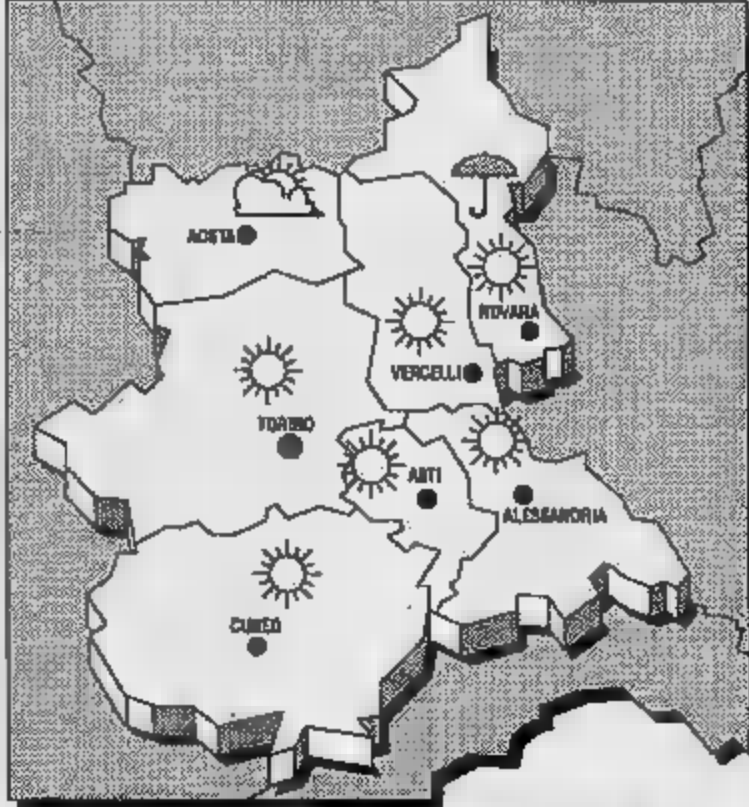 AOSTA
NOVARA
VERCELLI
TORINO
ASTI
ALESSANDRIA
CUNEO